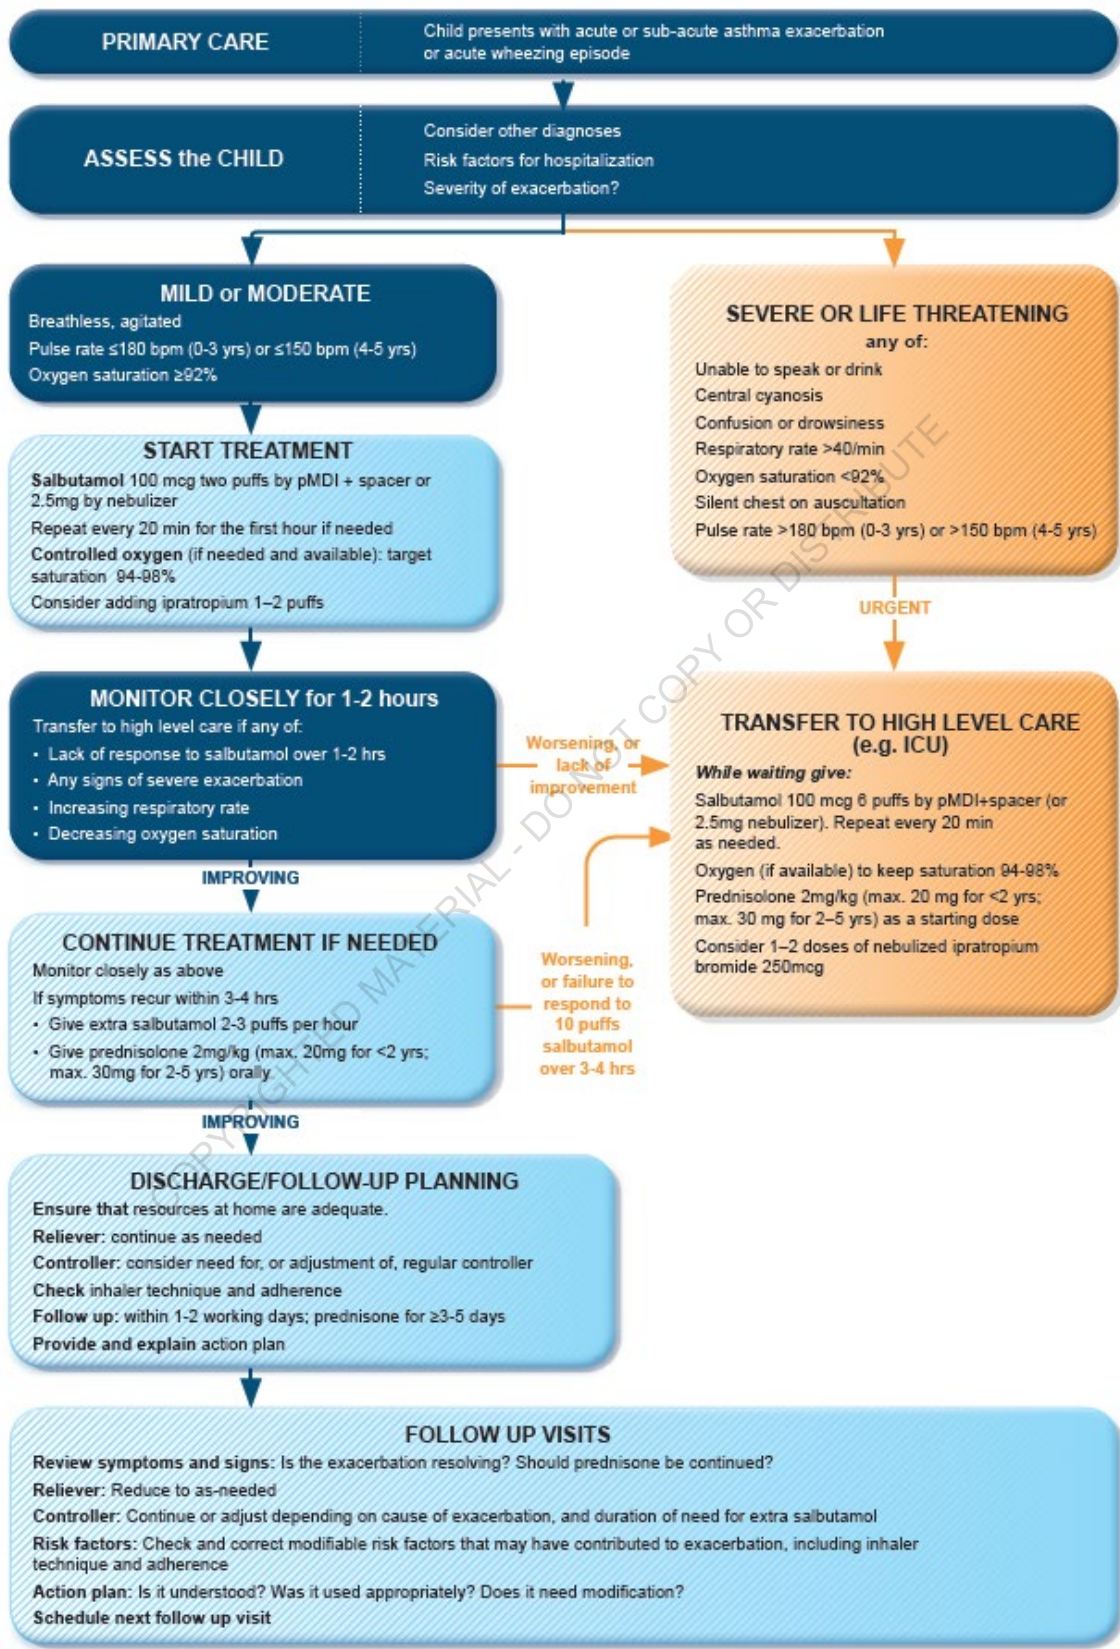 PRIMARY CARE
Child presents with acute or sub-acute asthma exacerbation
or acute wheezing episode
ASSESS the CHILD
Consider other diagnoses
Risk factors for hospitalization
Severity of exacerbation?
MILD or MODERATE
Breathless, agitated
Pulse rate ≤180 bpm (0-3 yrs) or ≤150 bpm (4-5 yrs)
Oxygen saturation ≥92%
SEVERE OR LIFE THREATENING
any of:
Unable to speak or drink
Central cyanosis
Confusion or drowsiness
Respiratory rate >40/min
Oxygen saturation <92%
Silent chest on auscultation
Pulse rate >180 bpm (0-3 yrs) or >150 bpm (4-5 yrs)
START TREATMENT
Salbutamol 100 mcg two puffs by pMDI + spacer or
2.5mg by nebulizer
Repeat every 20 min for the first hour if needed
Controlled oxygen (if needed and available): target
saturation 94-98%
Consider adding ipratropium 1–2 puffs
URGENT
MONITOR CLOSELY for 1-2 hours
Transfer to high level care if any of:
• Lack of response to salbutamol over 1-2 hrs
• Any signs of severe exacerbation
• Increasing respiratory rate
• Decreasing oxygen saturation
Worsening, or
lack of
improvement
TRANSFER TO HIGH LEVEL CARE
(e.g. ICU)
While waiting give:
Salbutamol 100 mcg 6 puffs by pMDI+spacer (or
2.5mg nebulizer). Repeat every 20 min
as needed.
Oxygen (if available) to keep saturation 94-98%
Prednisolone 2mg/kg (max. 20 mg for <2 yrs;
max. 30 mg for 2–5 yrs) as a starting dose
Consider 1–2 doses of nebulized ipratropium
bromide 250mcg
IMPROVING
CONTINUE TREATMENT IF NEEDED
Monitor closely as above
If symptoms recur within 3-4 hrs
• Give extra salbutamol 2-3 puffs per hour
• Give prednisolone 2mg/kg (max. 20mg for <2 yrs;
max. 30mg for 2-5 yrs) orally
Worsening,
or failure to
respond to
10 puffs
salbutamol
over 3-4 hrs
IMPROVING
DISCHARGE/FOLLOW-UP PLANNING
Ensure that resources at home are adequate.
Reliever: continue as needed
Controller: consider need for, or adjustment of, regular controller
Check inhaler technique and adherence
Follow up: within 1-2 working days; prednisone for ≥3-5 days
Provide and explain action plan
FOLLOW UP VISITS
Review symptoms and signs: Is the exacerbation resolving? Should prednisone be continued?
Reliever: Reduce to as-needed
Controller: Continue or adjust depending on cause of exacerbation, and duration of need for extra salbutamol
Risk factors: Check and correct modifiable risk factors that may have contributed to exacerbation, including inhaler
technique and adherence
Action plan: Is it understood? Was it used appropriately? Does it need modification?
Schedule next follow up visit
COPYRIGHTED MATERIAL - DO NOT COPY OR DISTRIBUTE